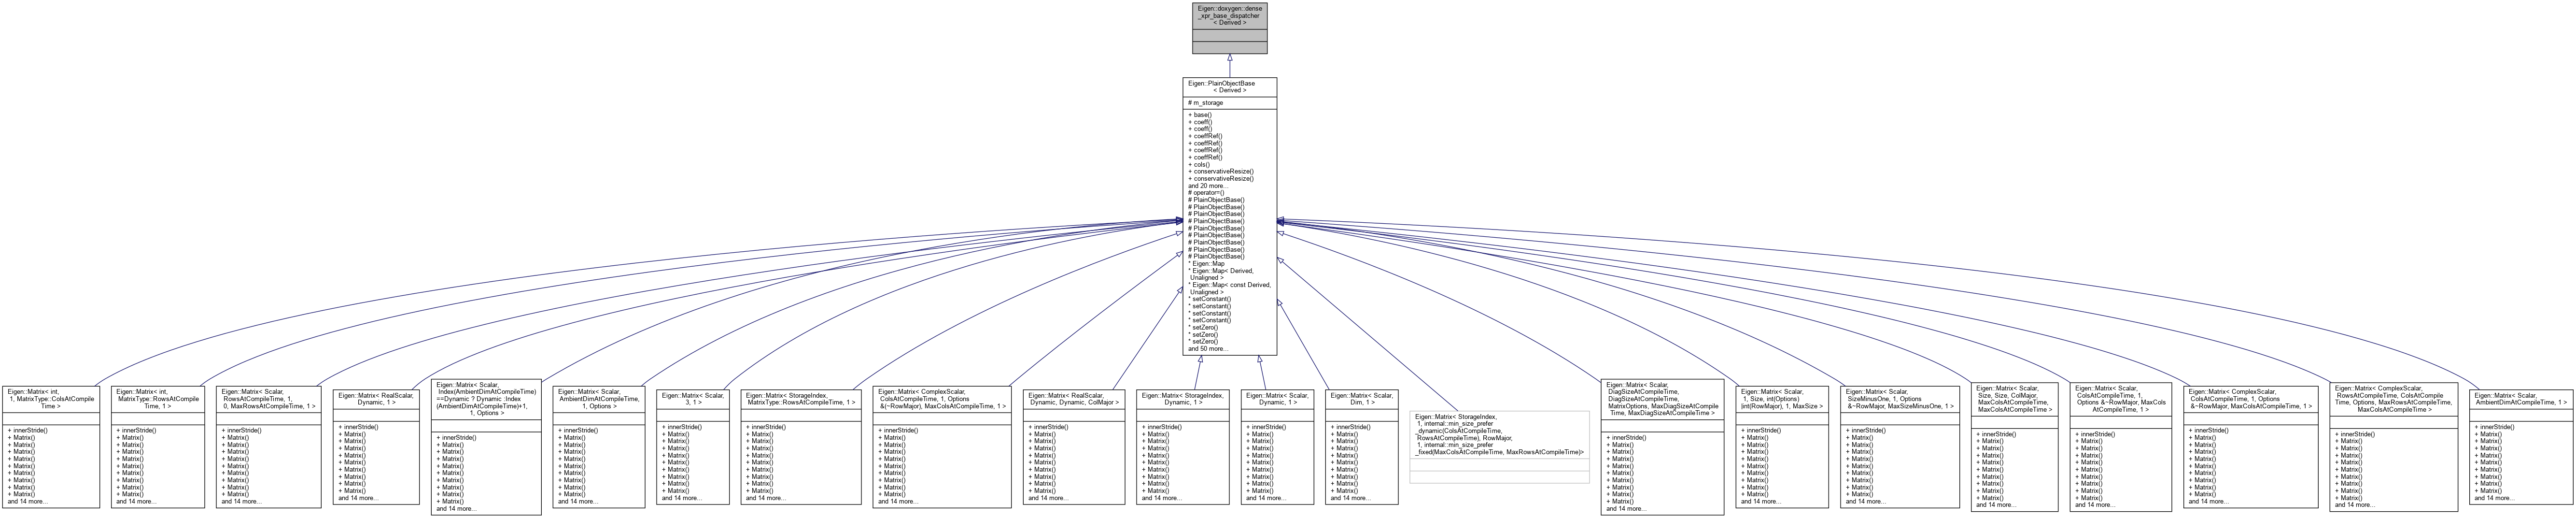 Eigen::doxygen::dense
_xpr_base_dispatcher
< Derived >
Eigen::PlainObjectBase
< Derived >
# m_storage
+ base()
+ coeff()
+ coeff()
+ coeffRef()
+ coeffRef()
+ coeffRef()
+ coeffRef()
+ cols()
+ conservativeResize()
+ conservativeResize()
and 20 more...
# operator=()
# PlainObjectBase()
# PlainObjectBase()
# PlainObjectBase()
# PlainObjectBase()
# PlainObjectBase()
# PlainObjectBase()
# PlainObjectBase()
# PlainObjectBase()
# PlainObjectBase()
* Eigen::Map
* Eigen::Map< Derived,
Unaligned >
* Eigen::Map< const Derived,
Unaligned >
* setConstant()
* setConstant()
* setConstant()
* setConstant()
* setZero()
* setZero()
* setZero()
and 50 more...
Eigen::Matrix< int,
1, MatrixType::ColsAtCompile
Time >
+ innerStride()
+ Matrix()
+ Matrix()
+ Matrix()
+ Matrix()
+ Matrix()
+ Matrix()
+ Matrix()
+ Matrix()
+ Matrix()
and 14 more...
Eigen::Matrix< int,
MatrixType::RowsAtCompile
Time, 1 >
+ innerStride()
+ Matrix()
+ Matrix()
+ Matrix()
+ Matrix()
+ Matrix()
+ Matrix()
+ Matrix()
+ Matrix()
+ Matrix()
and 14 more...
Eigen::Matrix< Scalar,
RowsAtCompileTime, 1,
0, MaxRowsAtCompileTime, 1 >
+ innerStride()
+ Matrix()
+ Matrix()
+ Matrix()
+ Matrix()
+ Matrix()
+ Matrix()
+ Matrix()
+ Matrix()
+ Matrix()
and 14 more...
Eigen::Matrix< RealScalar,
Dynamic, 1 >
+ innerStride()
+ Matrix()
+ Matrix()
+ Matrix()
+ Matrix()
+ Matrix()
+ Matrix()
+ Matrix()
+ Matrix()
+ Matrix()
and 14 more...
Eigen::Matrix< Scalar,
Index(AmbientDimAtCompileTime)
==Dynamic ? Dynamic :Index
(AmbientDimAtCompileTime)+1,
1, Options >
+ innerStride()
+ Matrix()
+ Matrix()
+ Matrix()
+ Matrix()
+ Matrix()
+ Matrix()
+ Matrix()
+ Matrix()
+ Matrix()
and 14 more...
Eigen::Matrix< Scalar,
AmbientDimAtCompileTime,
1, Options >
+ innerStride()
+ Matrix()
+ Matrix()
+ Matrix()
+ Matrix()
+ Matrix()
+ Matrix()
+ Matrix()
+ Matrix()
+ Matrix()
and 14 more...
Eigen::Matrix< Scalar,
3, 1 >
+ innerStride()
+ Matrix()
+ Matrix()
+ Matrix()
+ Matrix()
+ Matrix()
+ Matrix()
+ Matrix()
+ Matrix()
+ Matrix()
and 14 more...
Eigen::Matrix< StorageIndex,
MatrixType::RowsAtCompileTime, 1 >
+ innerStride()
+ Matrix()
+ Matrix()
+ Matrix()
+ Matrix()
+ Matrix()
+ Matrix()
+ Matrix()
+ Matrix()
+ Matrix()
and 14 more...
Eigen::Matrix< ComplexScalar,
ColsAtCompileTime, 1, Options
&(~RowMajor), MaxColsAtCompileTime, 1 >
+ innerStride()
+ Matrix()
+ Matrix()
+ Matrix()
+ Matrix()
+ Matrix()
+ Matrix()
+ Matrix()
+ Matrix()
+ Matrix()
and 14 more...
Eigen::Matrix< RealScalar,
Dynamic, Dynamic, ColMajor >
+ innerStride()
+ Matrix()
+ Matrix()
+ Matrix()
+ Matrix()
+ Matrix()
+ Matrix()
+ Matrix()
+ Matrix()
+ Matrix()
and 14 more...
Eigen::Matrix< StorageIndex,
Dynamic, 1 >
+ innerStride()
+ Matrix()
+ Matrix()
+ Matrix()
+ Matrix()
+ Matrix()
+ Matrix()
+ Matrix()
+ Matrix()
+ Matrix()
and 14 more...
Eigen::Matrix< Scalar,
Dynamic, 1 >
+ innerStride()
+ Matrix()
+ Matrix()
+ Matrix()
+ Matrix()
+ Matrix()
+ Matrix()
+ Matrix()
+ Matrix()
+ Matrix()
and 14 more...
Eigen::Matrix< Scalar,
Dim, 1 >
+ innerStride()
+ Matrix()
+ Matrix()
+ Matrix()
+ Matrix()
+ Matrix()
+ Matrix()
+ Matrix()
+ Matrix()
+ Matrix()
and 14 more...
Eigen::Matrix< StorageIndex,
1, internal::min_size_prefer
_dynamic(ColsAtCompileTime,
RowsAtCompileTime), RowMajor,
1, internal::min_size_prefer
_fixed(MaxColsAtCompileTime, MaxRowsAtCompileTime)>
Eigen::Matrix< Scalar,
DiagSizeAtCompileTime,
DiagSizeAtCompileTime,
MatrixOptions, MaxDiagSizeAtCompile
Time, MaxDiagSizeAtCompileTime >
+ innerStride()
+ Matrix()
+ Matrix()
+ Matrix()
+ Matrix()
+ Matrix()
+ Matrix()
+ Matrix()
+ Matrix()
+ Matrix()
and 14 more...
Eigen::Matrix< Scalar,
1, Size, int(Options)
|int(RowMajor), 1, MaxSize >
+ innerStride()
+ Matrix()
+ Matrix()
+ Matrix()
+ Matrix()
+ Matrix()
+ Matrix()
+ Matrix()
+ Matrix()
+ Matrix()
and 14 more...
Eigen::Matrix< Scalar,
SizeMinusOne, 1, Options
&~RowMajor, MaxSizeMinusOne, 1 >
+ innerStride()
+ Matrix()
+ Matrix()
+ Matrix()
+ Matrix()
+ Matrix()
+ Matrix()
+ Matrix()
+ Matrix()
+ Matrix()
and 14 more...
Eigen::Matrix< Scalar,
Size, Size, ColMajor,
MaxColsAtCompileTime,
MaxColsAtCompileTime >
+ innerStride()
+ Matrix()
+ Matrix()
+ Matrix()
+ Matrix()
+ Matrix()
+ Matrix()
+ Matrix()
+ Matrix()
+ Matrix()
and 14 more...
Eigen::Matrix< Scalar,
ColsAtCompileTime, 1,
Options &~RowMajor, MaxCols
AtCompileTime, 1 >
+ innerStride()
+ Matrix()
+ Matrix()
+ Matrix()
+ Matrix()
+ Matrix()
+ Matrix()
+ Matrix()
+ Matrix()
+ Matrix()
and 14 more...
Eigen::Matrix< ComplexScalar,
ColsAtCompileTime, 1, Options
&~RowMajor, MaxColsAtCompileTime, 1 >
+ innerStride()
+ Matrix()
+ Matrix()
+ Matrix()
+ Matrix()
+ Matrix()
+ Matrix()
+ Matrix()
+ Matrix()
+ Matrix()
and 14 more...
Eigen::Matrix< ComplexScalar,
RowsAtCompileTime, ColsAtCompile
Time, Options, MaxRowsAtCompileTime,
MaxColsAtCompileTime >
+ innerStride()
+ Matrix()
+ Matrix()
+ Matrix()
+ Matrix()
+ Matrix()
+ Matrix()
+ Matrix()
+ Matrix()
+ Matrix()
and 14 more...
Eigen::Matrix< Scalar,
AmbientDimAtCompileTime, 1 >
+ innerStride()
+ Matrix()
+ Matrix()
+ Matrix()
+ Matrix()
+ Matrix()
+ Matrix()
+ Matrix()
+ Matrix()
+ Matrix()
and 14 more...